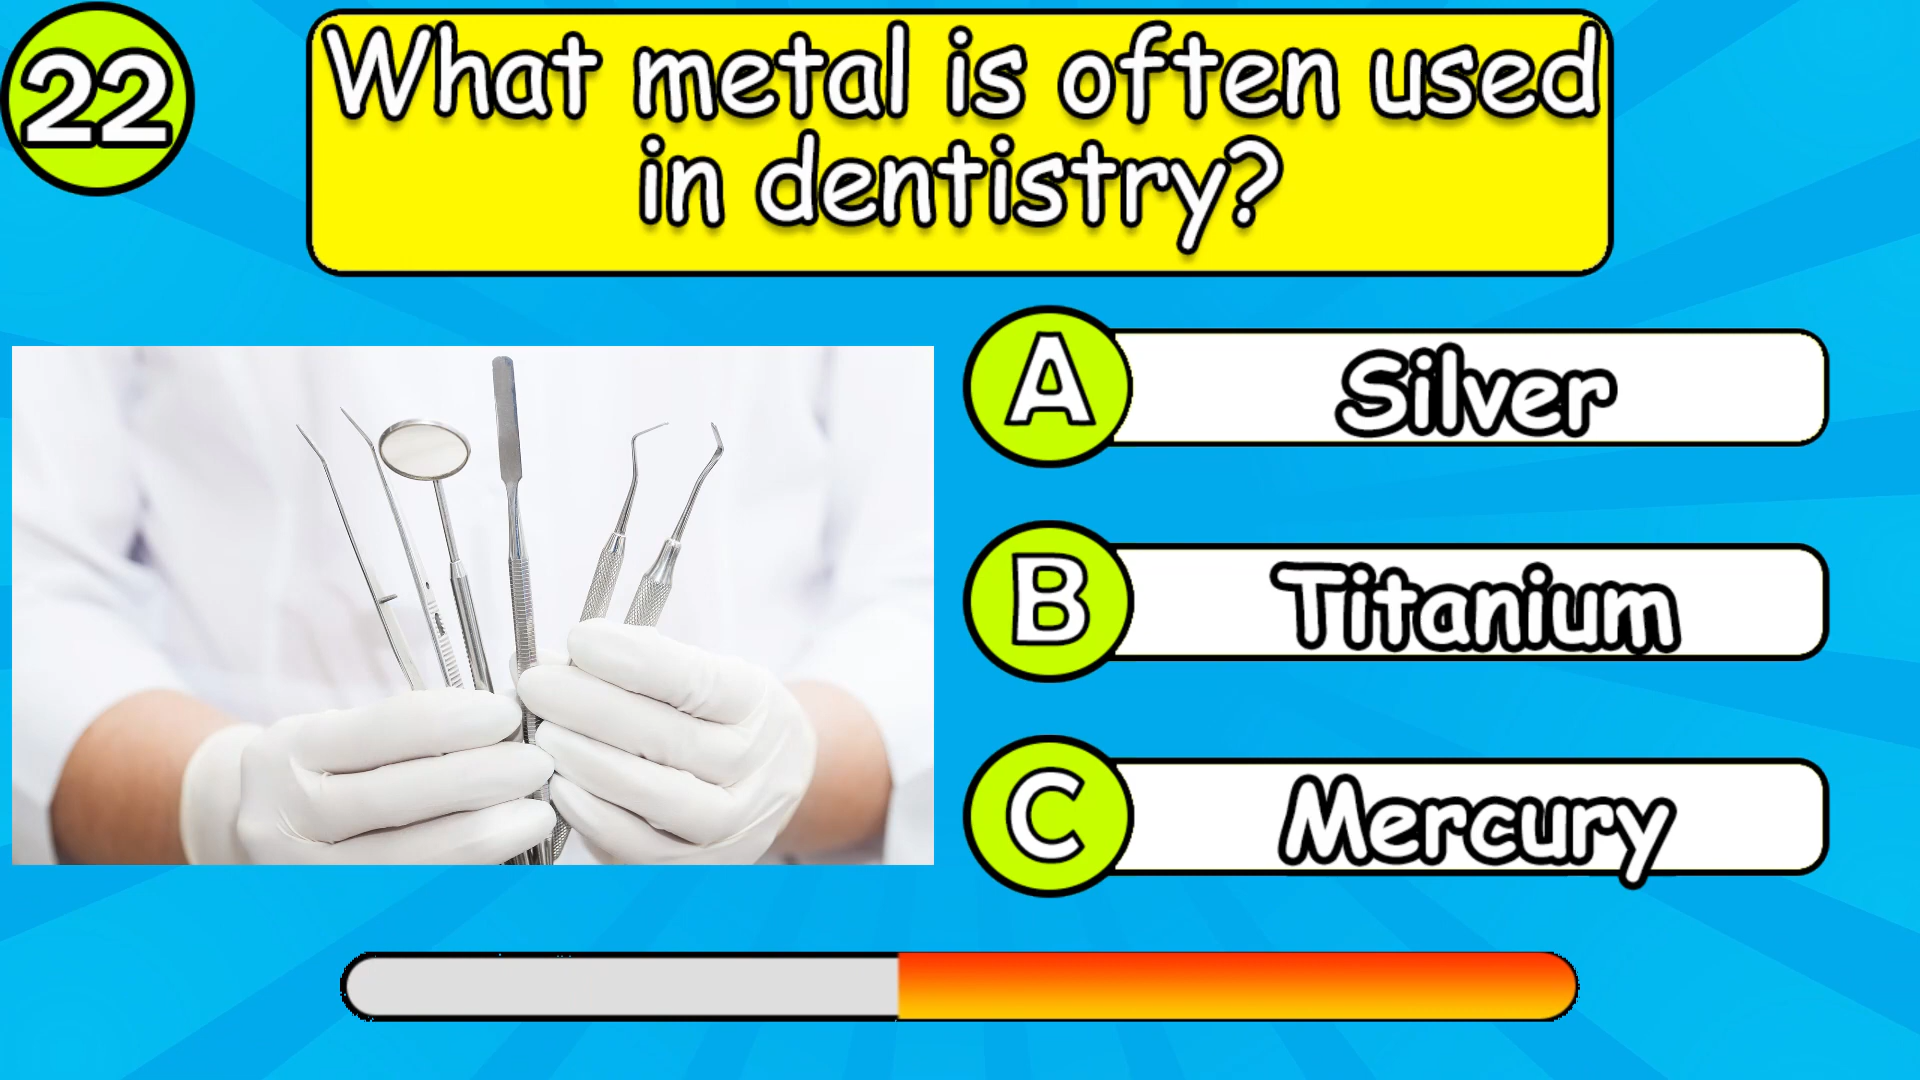 22
What metal is often used
in dentistry?
A Silver
B Titanium
C Mercury